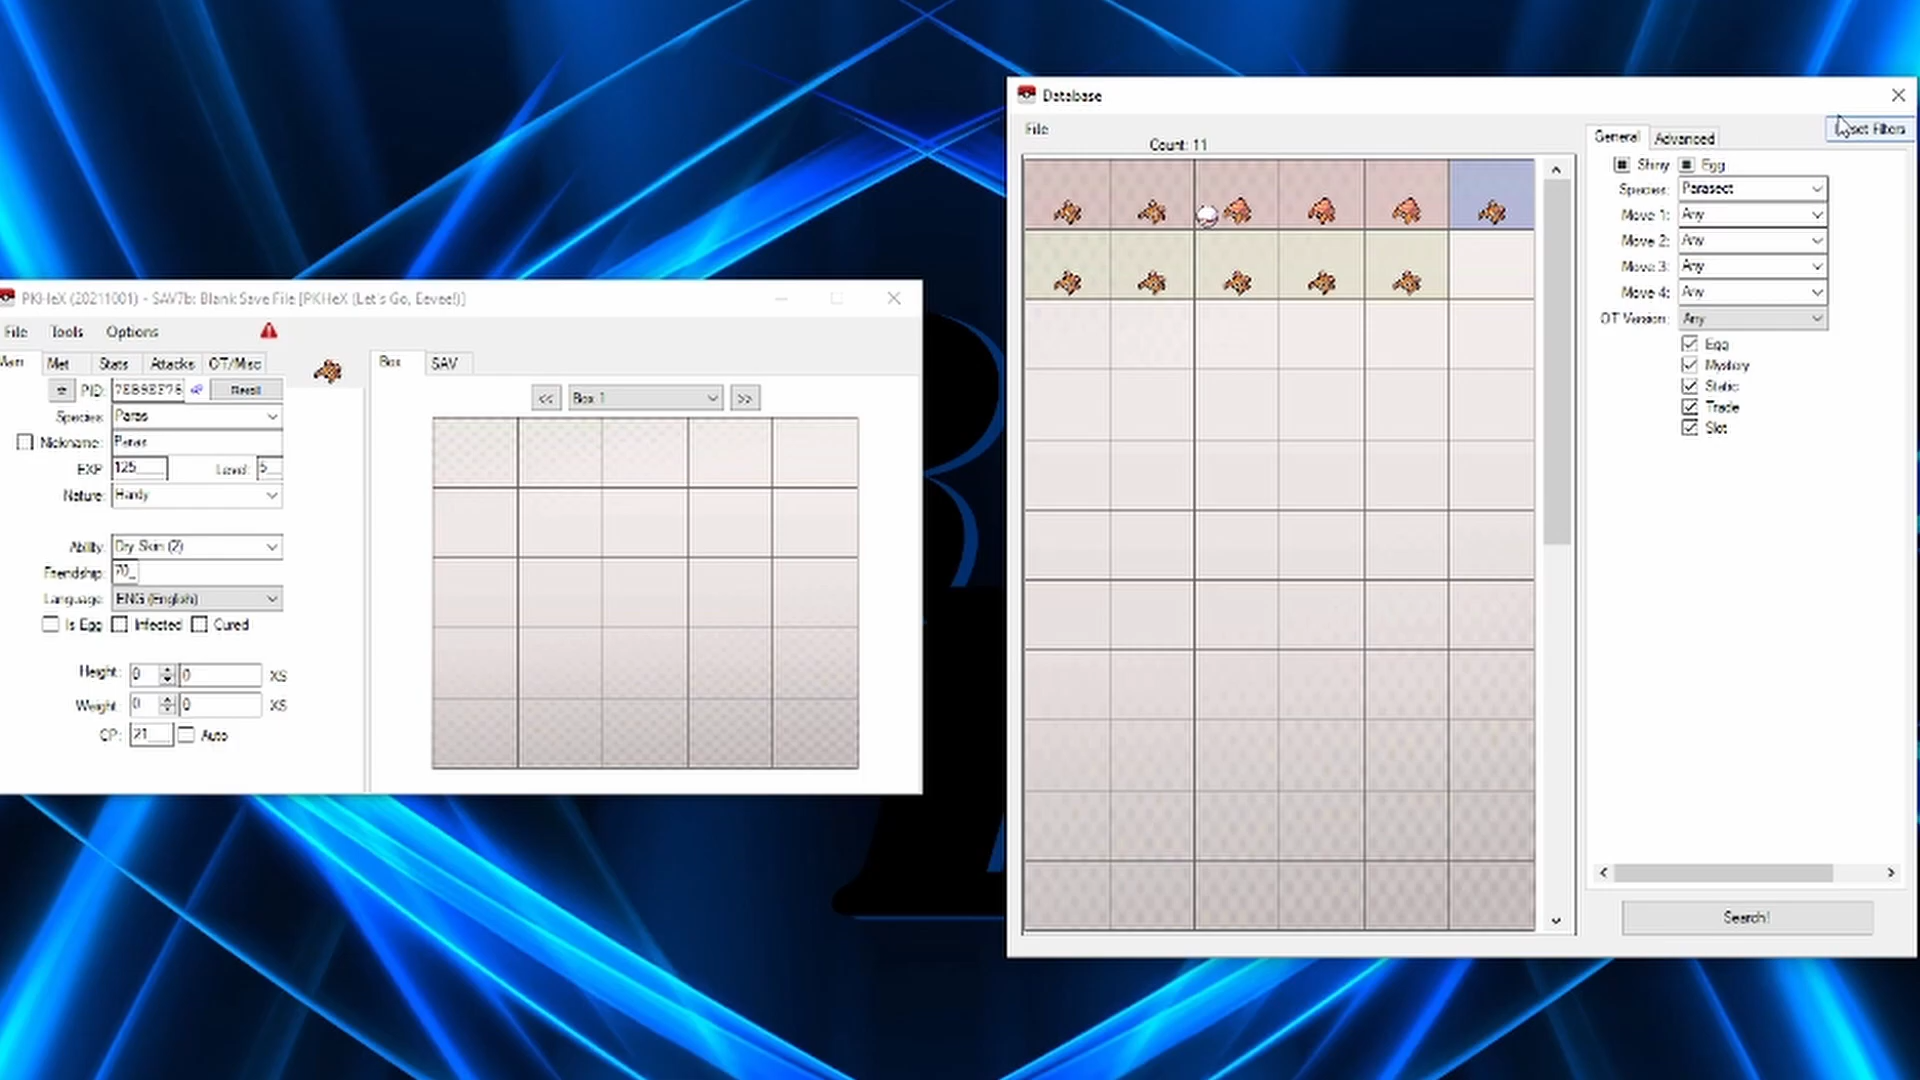 PKHeX (20211001) - SAV7b: Blank Save File [PKHeX (Let's Go, Eevee!)]
File Tools Options
Main Met Stats Attacks OT/Misc
PID: Reroll
Species: Paras
Nickname: Paras
EXP: 125 Level: 5
Nature: Hardy
Ability: Dry Skin (2)
Friendship: 70
Language: ENG (English)
Is Egg Infected Cured
Height: 0 0 XS
Weight: 0 0 XS
CP: 21 Auto
Box SAV
<< Box 1 >>
Database
File
Count: 11
General Advanced
Filters
Shiny Egg
Species: Parasect
Move 1: Any
Move 2: Any
Move 3: Any
Move 4: Any
OT Version: Any
Egg
Mystery
Static
Trade
Slot
Search!